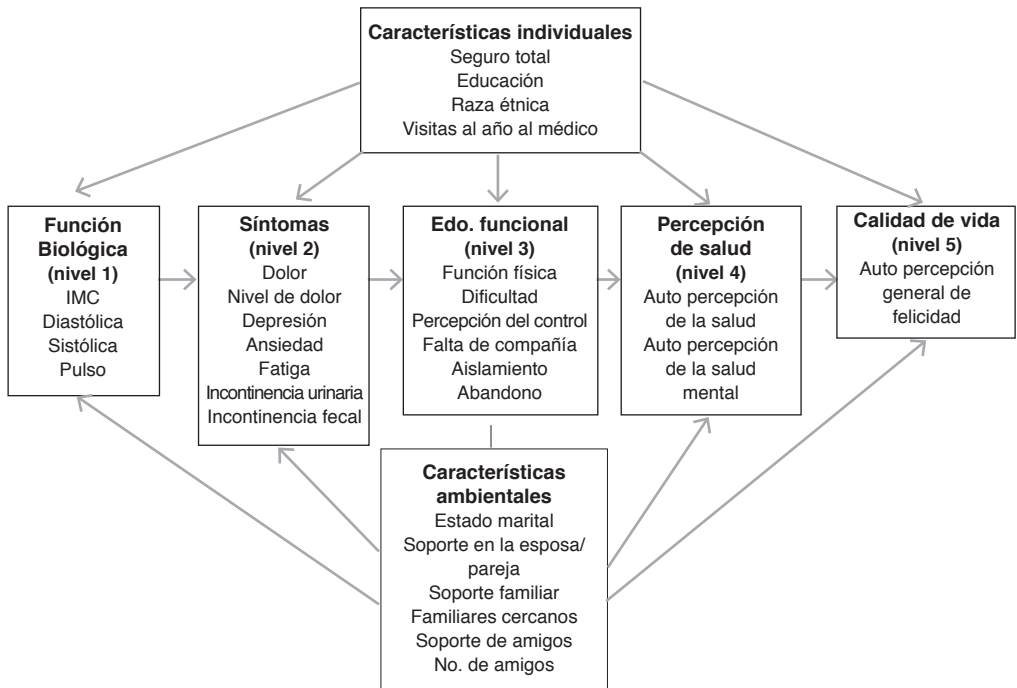 Características individuales
Seguro total
Educación
Raza étnica
Visitas al año al médico
Función
Biológica
(nivel 1)
IMC
Diastólica
Sistólica
Pulso
Síntomas
(nivel 2)
Dolor
Nivel de dolor
Depresión
Ansiedad
Fatiga
Incontinencia urinaria
Incontinencia fecal
Edo. funcional
(nivel 3)
Función física
Dificultad
Percepción del control
Falta de compañía
Aislamiento
Abandono
Percepción
de salud
(nivel 4)
Auto percepción
de la salud
Auto percepción
de la salud
mental
Calidad de vida
(nivel 5)
Auto percepción
general de
felicidad
Características
ambientales
Estado marital
Soporte en la esposa/
pareja
Soporte familiar
Familiares cercanos
Soporte de amigos
No. de amigos